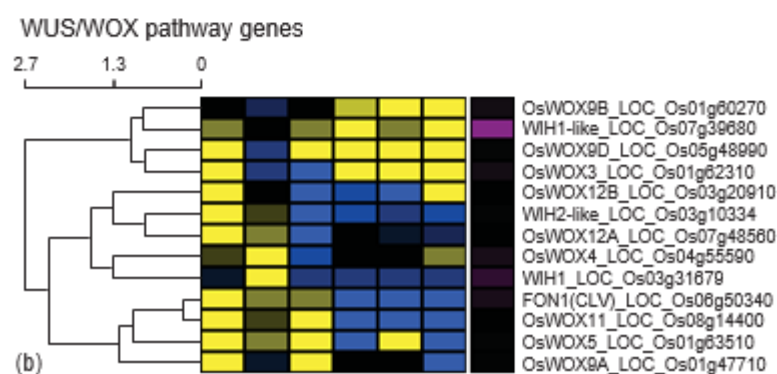 WUS/WOX pathway genes
2.7 1.3 0
OsWOX9B_LOC_Os01g60270
WIH1-like_LOC_Os07g39680
OsWOX9D_LOC_Os05g48990
OsWOX3_LOC_Os01g62310
OsWOX12B_LOC_Os03g20910
WIH2-like_LOC_Os03g10334
OsWOX12A_LOC_Os07g48560
OsWOX4_LOC_Os04g55590
WIH1_LOC_Os03g31679
FON1(CLV)_LOC_Os06g50340
OsWOX11_LOC_Os08g14400
OsWOX5_LOC_Os01g63510
OsWOX9A_LOC_Os01g47710
(b)